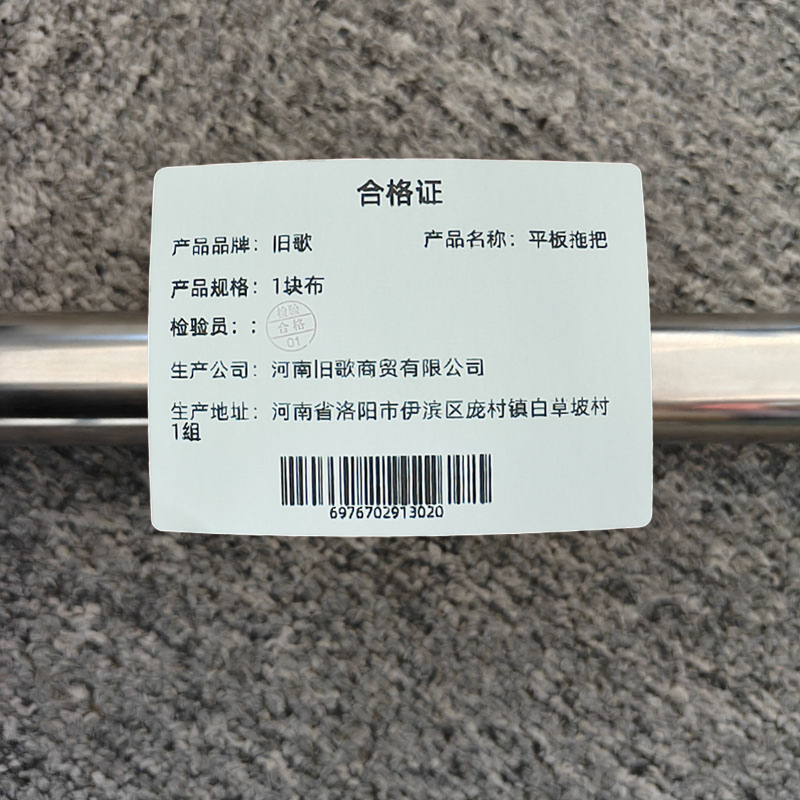 合格证
产品品牌：旧歌 产品名称：平板拖把
产品规格：1块布
检验员：：
检验
合格
01
生产公司：河南旧歌商贸有限公司
生产地址：河南省洛阳市伊滨区庞村镇白草坡村
1组
6976702913020